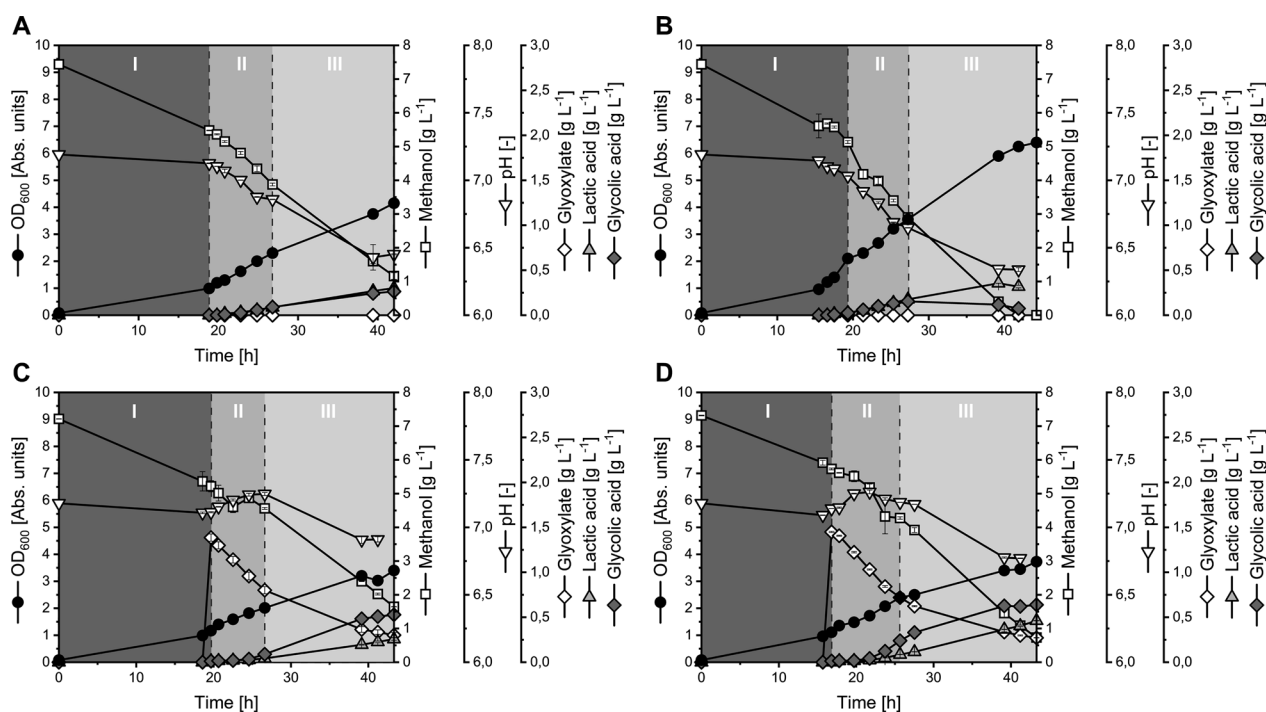 A
I
II
III
10
9
8
7
6
5
4
3
2
1
0
OD600 [Abs. units]
0 10 20 30 40
Time [h]
8
7
6
5
4
3
2
1
0
Methanol [g L-1]
8,0
7,5
7,0
6,5
6,0
pH [-]
3,0
2,5
2,0
1,5
1,0
0,5
0,0
Glyoxylate [g L-1]
Lactic acid [g L-1]
Glycolic acid [g L-1]
B
I
II
III
10
9
8
7
6
5
4
3
2
1
0
OD600 [Abs. units]
0 10 20 30 40
Time [h]
8
7
6
5
4
3
2
1
0
Methanol [g L-1]
8,0
7,5
7,0
6,5
6,0
pH [-]
3,0
2,5
2,0
1,5
1,0
0,5
0,0
Glyoxylate [g L-1]
Lactic acid [g L-1]
Glycolic acid [g L-1]
C
I
II
III
10
9
8
7
6
5
4
3
2
1
0
OD600 [Abs. units]
0 10 20 30 40
Time [h]
8
7
6
5
4
3
2
1
0
Methanol [g L-1]
8,0
7,5
7,0
6,5
6,0
pH [-]
3,0
2,5
2,0
1,5
1,0
0,5
0,0
Glyoxylate [g L-1]
Lactic acid [g L-1]
Glycolic acid [g L-1]
D
I
II
III
10
9
8
7
6
5
4
3
2
1
0
OD600 [Abs. units]
0 10 20 30 40
Time [h]
8
7
6
5
4
3
2
1
0
Methanol [g L-1]
8,0
7,5
7,0
6,5
6,0
pH [-]
3,0
2,5
2,0
1,5
1,0
0,5
0,0
Glyoxylate [g L-1]
Lactic acid [g L-1]
Glycolic acid [g L-1]